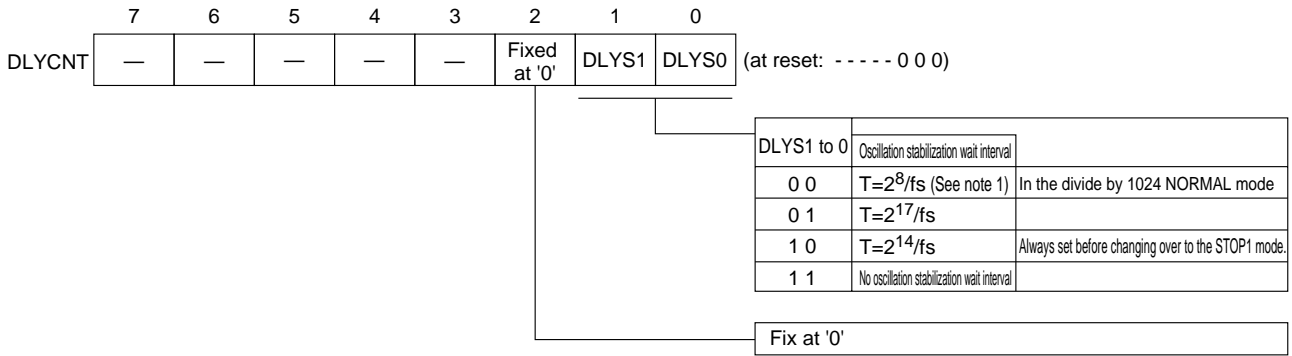 7 6 5 4 3 2 1 0
DLYCNT — — — — — Fixed at '0' DLYS1 DLYS0 (at reset: - - - - - 0 0 0)
DLYS1 to 0 Oscillation stabilization wait interval
0 0 T=2⁸/fs (See note 1) In the divide by 1024 NORMAL mode
0 1 T=2¹⁷/fs
1 0 T=2¹⁴/fs Always set before changing over to the STOP1 mode.
1 1 No oscillation stabilization wait interval
Fix at '0'